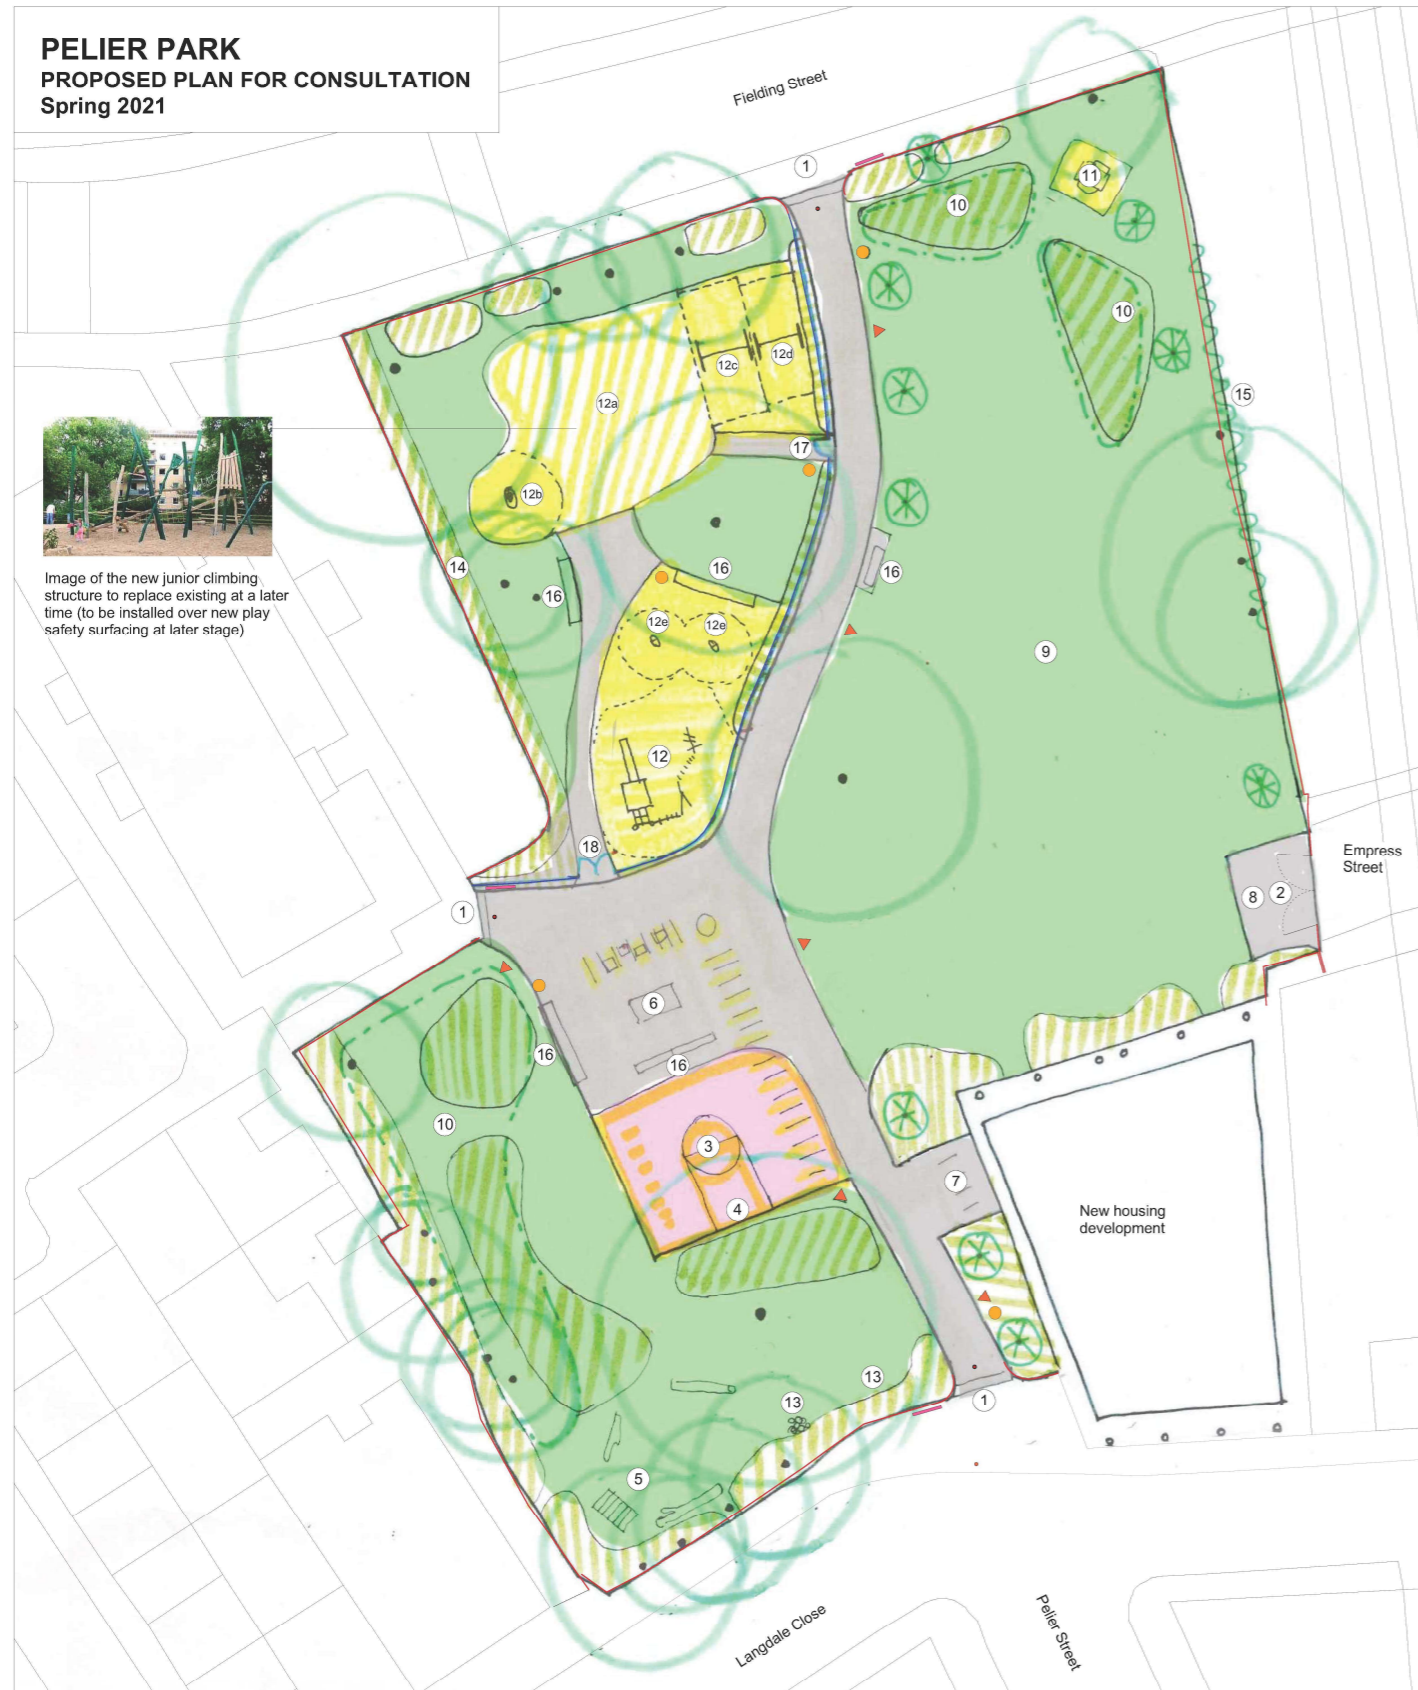 PELIER PARK
PROPOSED PLAN FOR CONSULTATION
Spring 2021
Fielding Street
1
11
10
10
12c
12d
12a
15
17
12b
14
16
16
16
12e
12e
9
12
18
Image of the new junior climbing
structure to replace existing at a later
time (to be installed over new play
safety surfacing at later stage)
Empress
Street
8
2
1
6
16
16
10
3
7
4
New housing
development
13
13
1
5
Langdale Close
Pelier Street